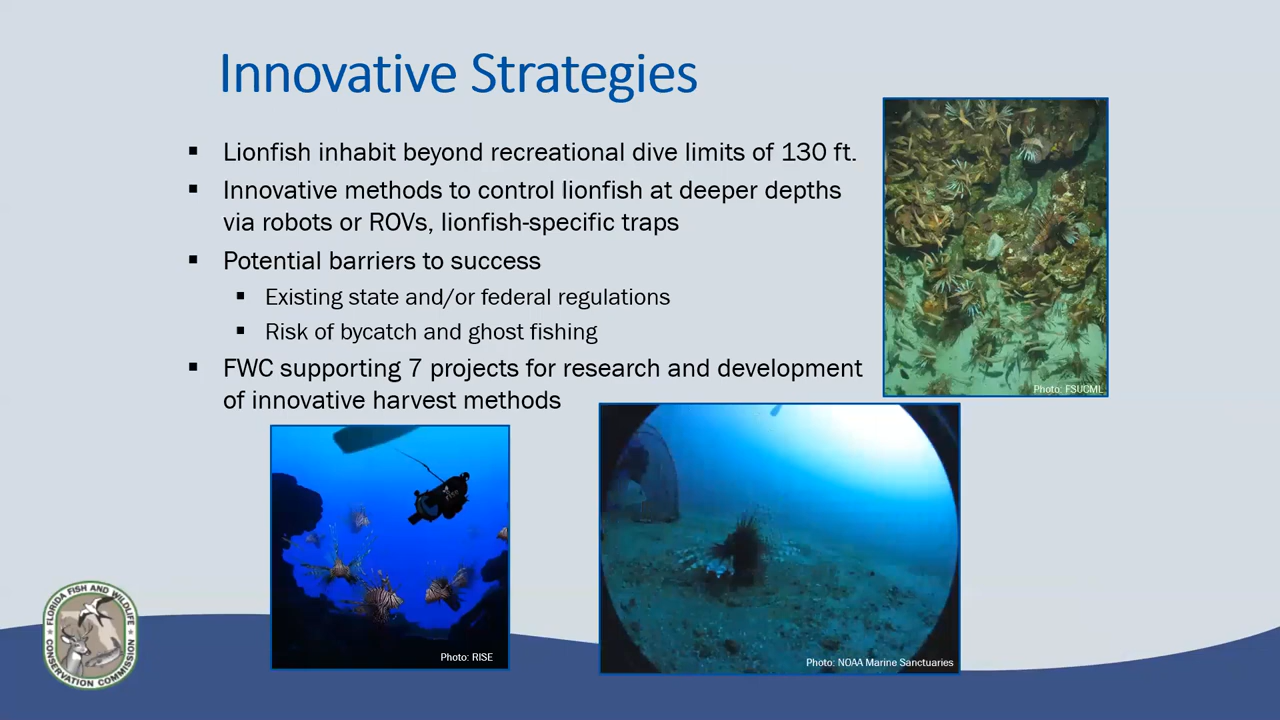 Innovative Strategies
▪ Lionfish inhabit beyond recreational dive limits of 130 ft.
▪ Innovative methods to control lionfish at deeper depths
via robots or ROVs, lionfish-specific traps
▪ Potential barriers to success
▪ Existing state and/or federal regulations
▪ Risk of bycatch and ghost fishing
▪ FWC supporting 7 projects for research and development
of innovative harvest methods
Photo: FSUCML
Photo: RISE
Photo: NOAA Marine Sanctuaries
FLORIDA FISH AND WILDLIFE
CONSERVATION COMMISSION